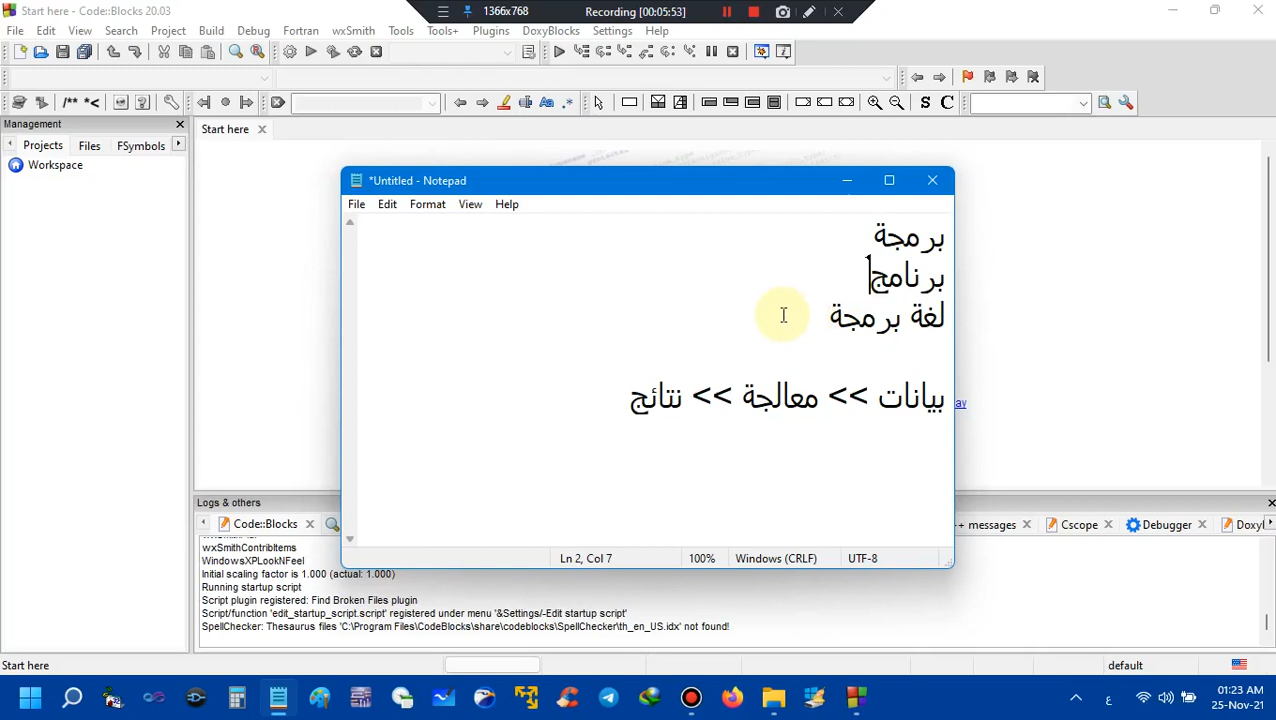 Start here - Code::Blocks 20.03
1366x768
Recording [00:05:53]
File Edit View Search Project Build Debug Fortran wxSmith Tools Tools+ Plugins DoxyBlocks Settings Help
/** *< Aa .* S C
Management
Projects Files FSymbols
Workspace
Start here
*Untitled - Notepad
File Edit Format View Help
برمجة
برنامج
لغة برمجة
بيانات >> معالجة >> نتائج
Ln 2, Col 7 100% Windows (CRLF) UTF-8
Logs & others
Code::Blocks messages Cscope Debugger
wxSmithContribItems
WindowsXPLookNFeel
Initial scaling factor is 1.000 (actual: 1.000)
Running startup script
Script plugin registered: Find Broken Files plugin
Script/function 'edit_startup_script.script' registered under menu '&Settings/-Edit startup script'
SpellChecker: Thesaurus files 'C:\Program Files\CodeBlocks\share\codeblocks\SpellChecker\th_en_US.idx' not found!
Start here default
ع 01:23 AM
25-Nov-21